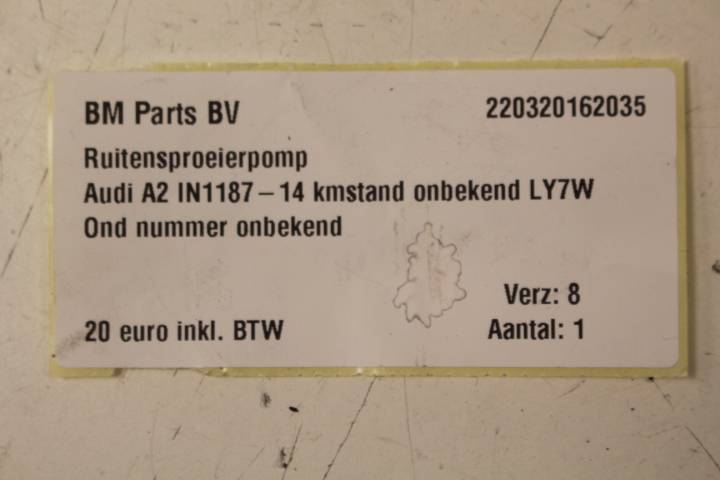 BM Parts BV 220320162035
Ruitensproeierpomp
Audi A2 IN1187 – 14 kmstand onbekend LY7W
Ond nummer onbekend
Verz: 8
20 euro inkl. BTW Aantal: 1